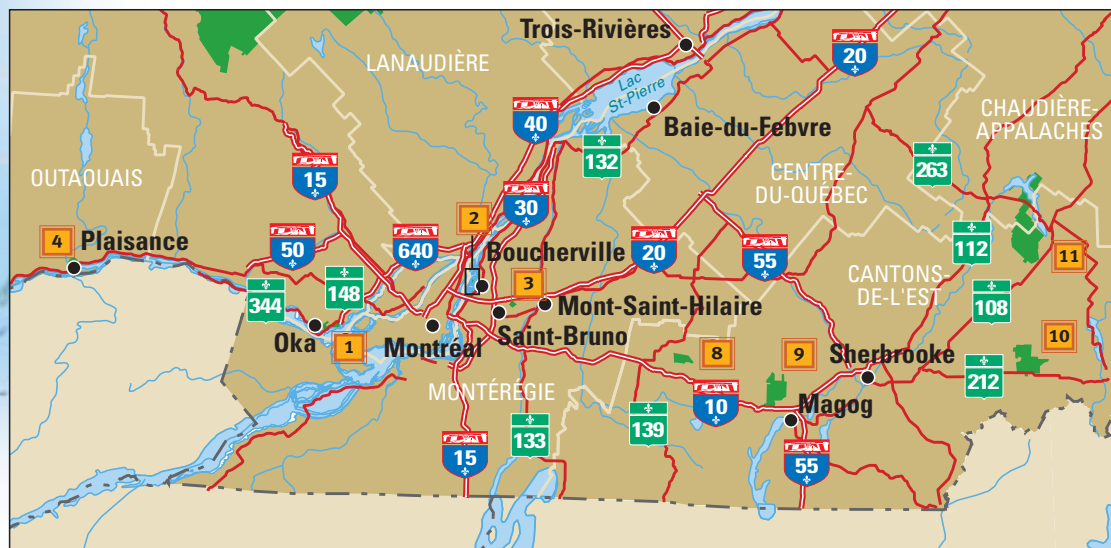 Trois-Rivières
20
LANAUDIÈRE
Lac
St-Pierre
CHAUDIÈRE-
APPALACHES
40
Baie-du-Febvre
132
263
OUTAOUAIS
15
CENTRE-
DU-QUÉBEC
30
2
4
Plaisance
50
640
Boucherville
20
55
112
11
3
CANTONS-
DE-L'EST
344
148
Mont-Saint-Hilaire
108
Oka
1
Montréal
Saint-Bruno
8
9
Sherbrooke
10
212
MONTÉRÉGIE
10
Magog
15
133
139
55